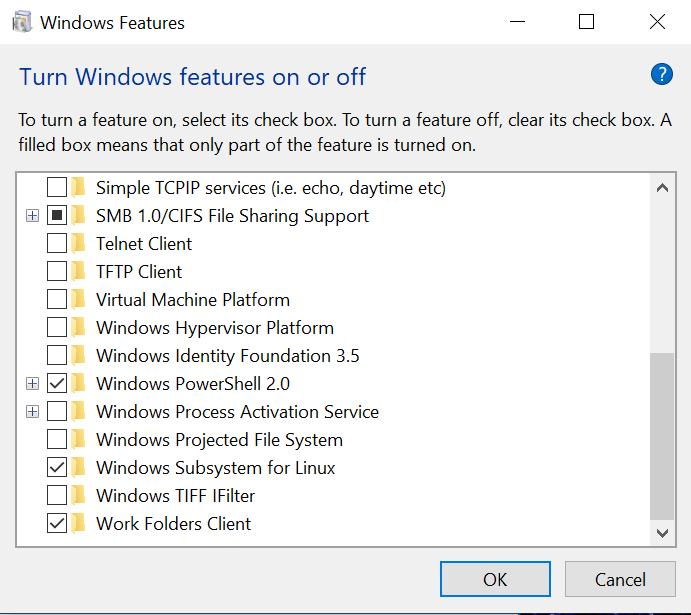 Windows Features
Turn Windows features on or off
?
To turn a feature on, select its check box. To turn a feature off, clear its check box. A
filled box means that only part of the feature is turned on.
Simple TCPIP services (i.e. echo, daytime etc)
SMB 1.0/CIFS File Sharing Support
Telnet Client
TFTP Client
Virtual Machine Platform
Windows Hypervisor Platform
Windows Identity Foundation 3.5
Windows PowerShell 2.0
Windows Process Activation Service
Windows Projected File System
Windows Subsystem for Linux
Windows TIFF IFilter
Work Folders Client
OK
Cancel